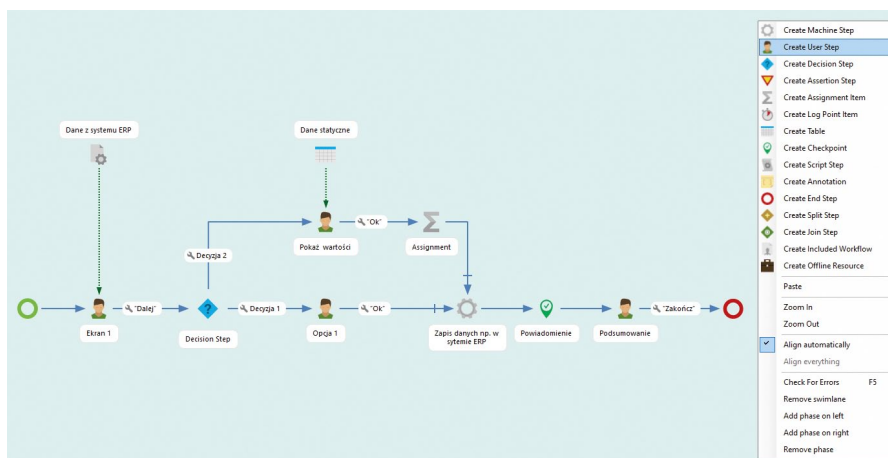 Dane z systemu ERP
Dane statyczne
"Ok"
Pokaż wartości
Assignment
Decyzja 2
"Dalej"
Decyzja 1
"Ok"
"Zakończ"
Ekran 1
Decision Step
Opcja 1
Zapis danych np. w
sytemie ERP
Powiadomienie
Podsumowanie
Create Machine Step
Create User Step
Create Decision Step
Create Assertion Step
Create Assignment Item
Create Log Point Item
Create Table
Create Checkpoint
Create Script Step
Create Annotation
Create End Step
Create Split Step
Create Join Step
Create Included Workflow
Create Offline Resource
Paste
Zoom In
Zoom Out
Align automatically
Align everything
Check For Errors F5
Remove swimlane
Add phase on left
Add phase on right
Remove phase